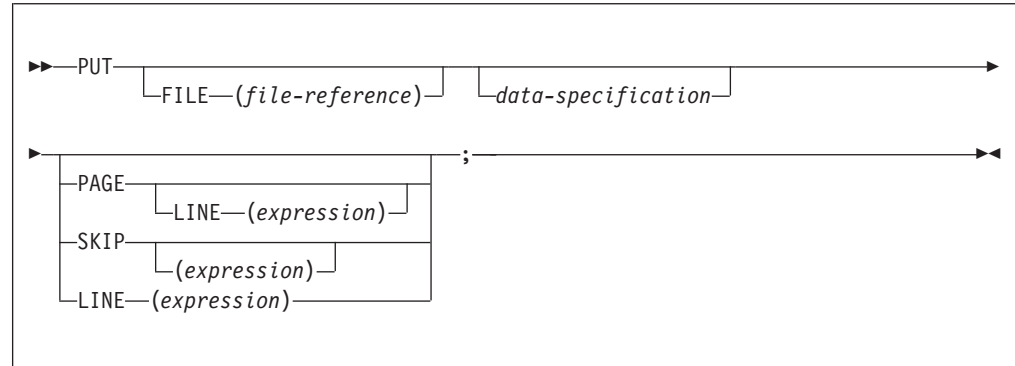 PUT
FILE (file-reference) data-specification
;
PAGE
LINE (expression)
SKIP
(expression)
LINE (expression)